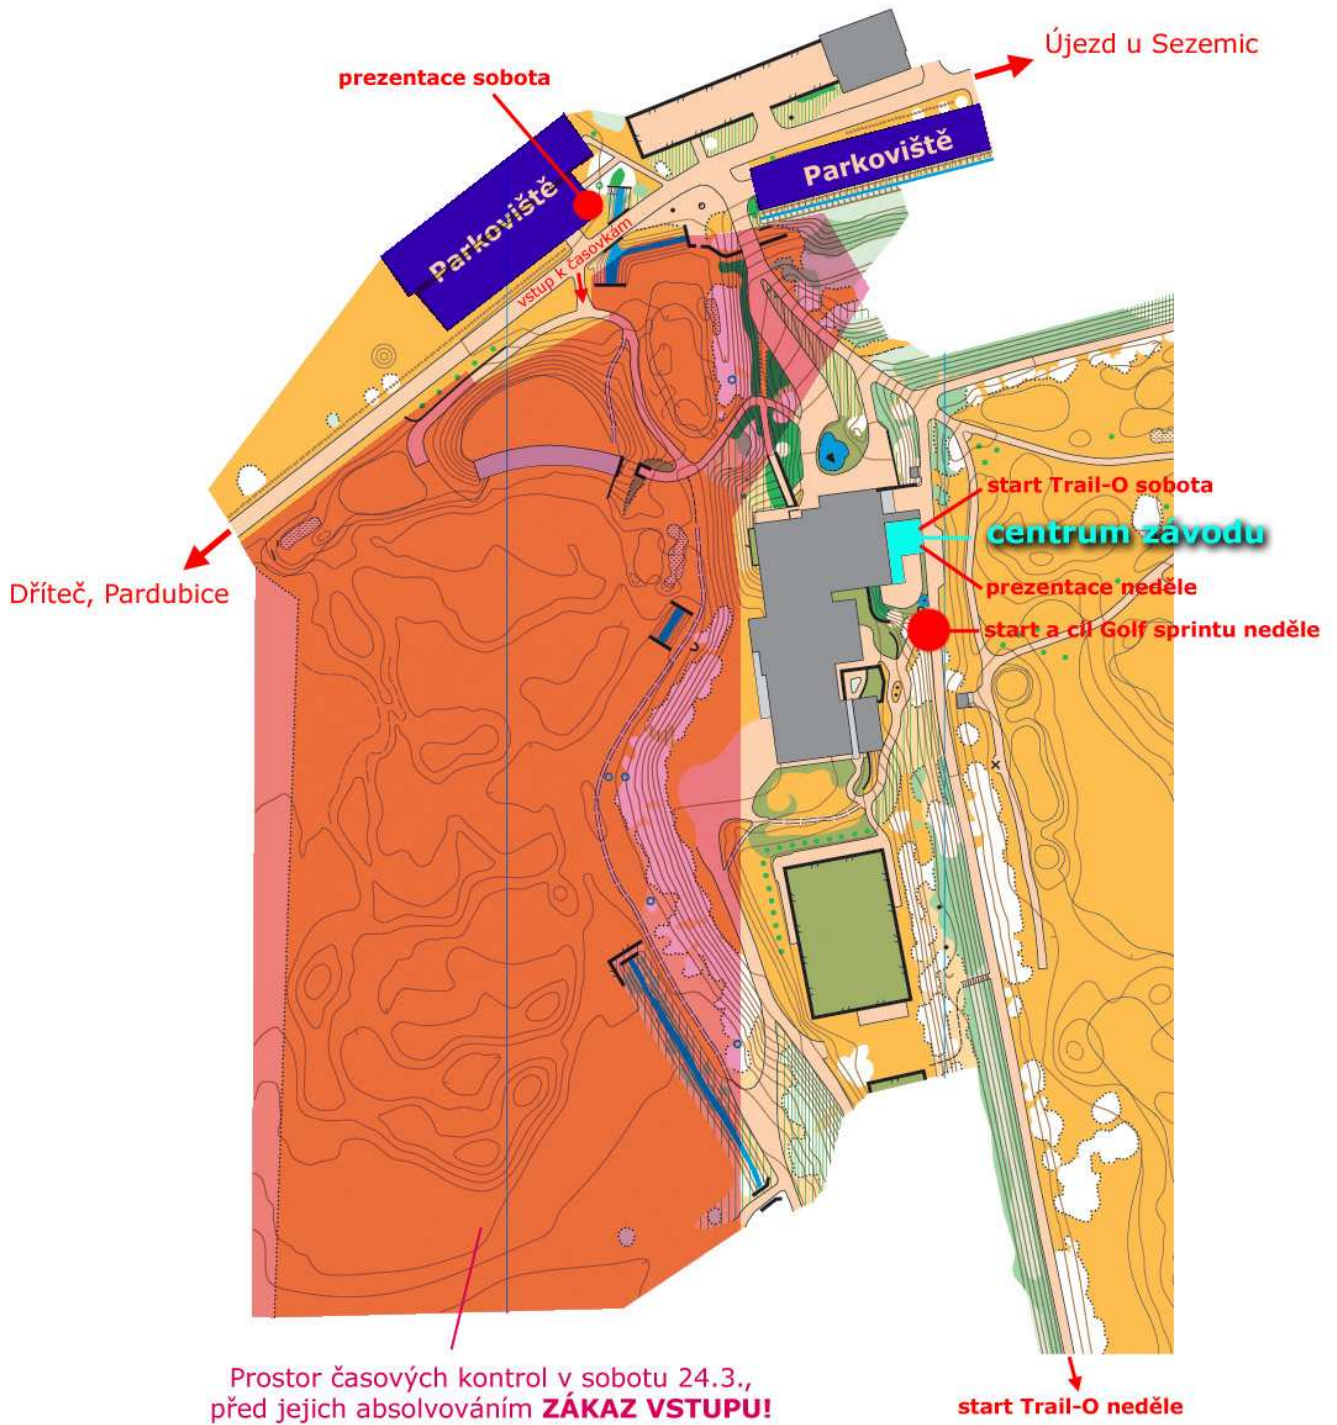 Újezd u Sezemic
prezentace sobota
Parkoviště
Parkoviště
vstup k časovkám
start Trail-O sobota
centrum závodu
prezentace neděle
Dříteč, Pardubice
start a cíl Golf sprintu neděle
Prostor časových kontrol v sobotu 24.3.,
před jejich absolvováním ZÁKAZ VSTUPU!
start Trail-O neděle